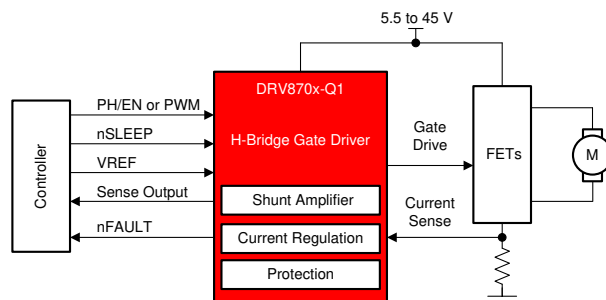 5.5 to 45 V
DRV870x-Q1
H-Bridge Gate Driver
Controller
PH/EN or PWM
nSLEEP
VREF
Sense Output
nFAULT
Shunt Amplifier
Current Regulation
Protection
Gate
Drive
Current
Sense
FETs
M